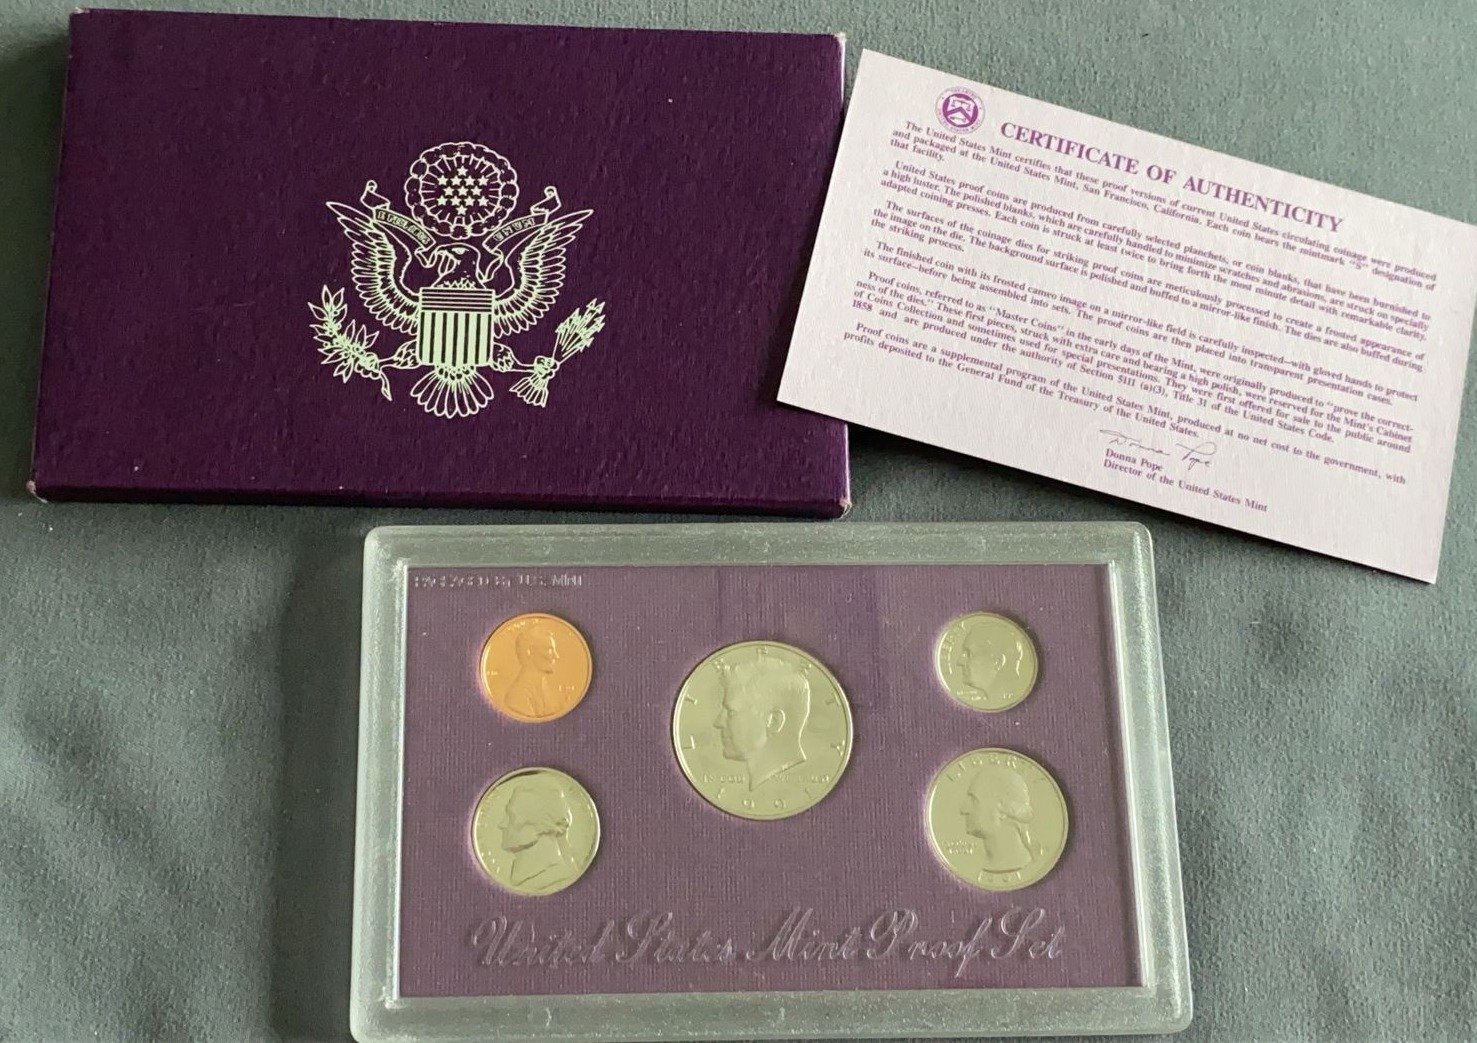 CERTIFICATE OF AUTHENTICITY
The United States Mint certifies that these proof versions of current United States circulating coinage were produced
and packaged at the United States Mint, San Francisco, California. Each coin bears the mintmark "S" designation of
that facility.
United States proof coins are produced from carefully selected planchets, or coin blanks, that have been burnished to
a high luster. The polished blanks, which are carefully handled to minimize scratches and abrasions, are struck on specially
adapted coining presses. Each coin is struck at least twice to bring forth the most minute detail with remarkable clarity.
The surfaces of the coinage dies for striking proof coins are meticulously processed to create a frosted appearance of
the image on the die. The background surface is polished and buffed to a mirror-like finish. The dies are also buffed during
the striking process.
The finished coin with its frosted cameo image on a mirror-like field is carefully inspected--with gloved hands to protect
its surface--before being assembled into sets. The proof coins are then placed into transparent presentation cases.
Proof coins, referred to as "Master Coins" in the early days of the Mint, were originally produced to "prove the correct-
ness of the dies." These first pieces, struck with extra care and bearing a high polish, were reserved for the Mint's Cabinet
of Coins Collection and sometimes used for special presentations. They were first offered for sale to the public around
1858 and are produced under the authority of Section 5111 (a)(3), Title 31 of the United States Code.
Proof coins are a supplemental program of the United States Mint, produced at no net cost to the government, with
profits deposited to the General Fund of the Treasury of the United States.
Donna Pope
Donna Pope
Director of the United States Mint
PACKAGED BY U.S. MINT
LIBERTY
IN GOD WE TRUST
1991
LIBERTY
LIBERTY
1991
United States Mint Proof Set